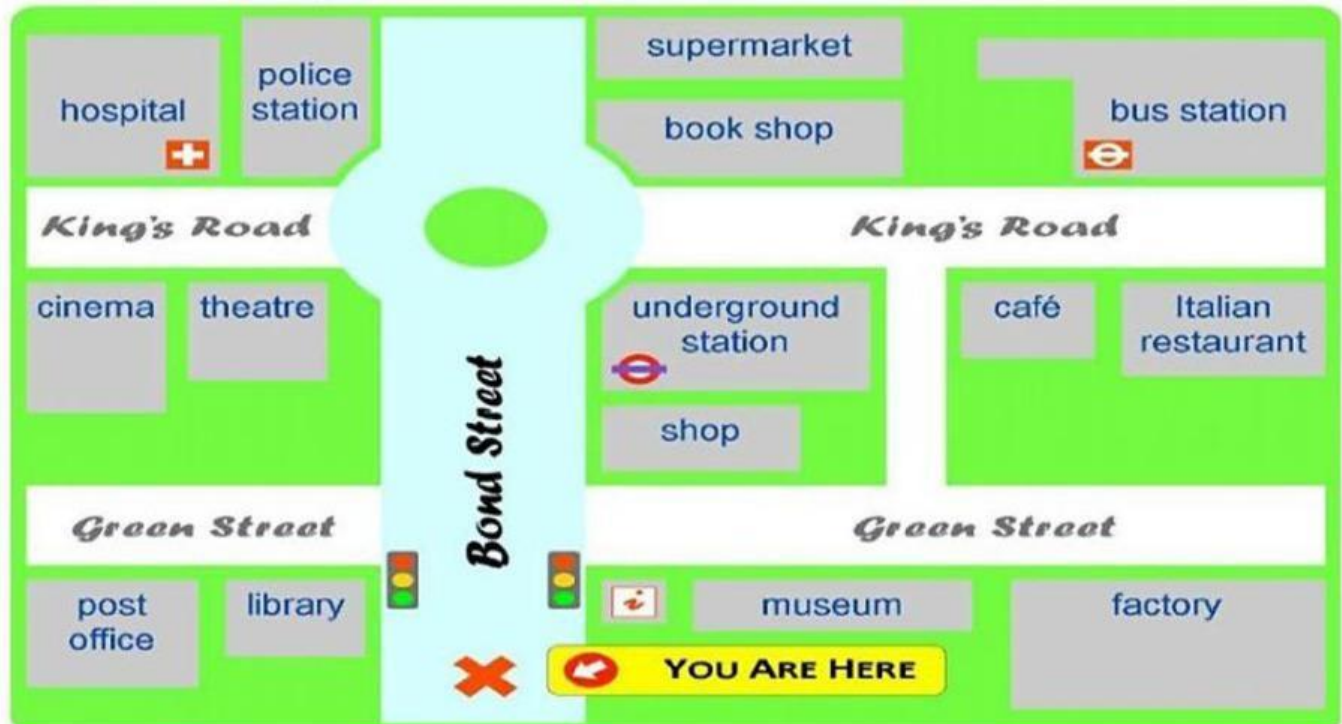 supermarket
police
station
hospital
book shop
bus station
King's Road
King's Road
cinema
theatre
underground
station
café
Italian
restaurant
shop
Bond Street
Green Street
Green Street
post
office
library
i
museum
factory
YOU ARE HERE